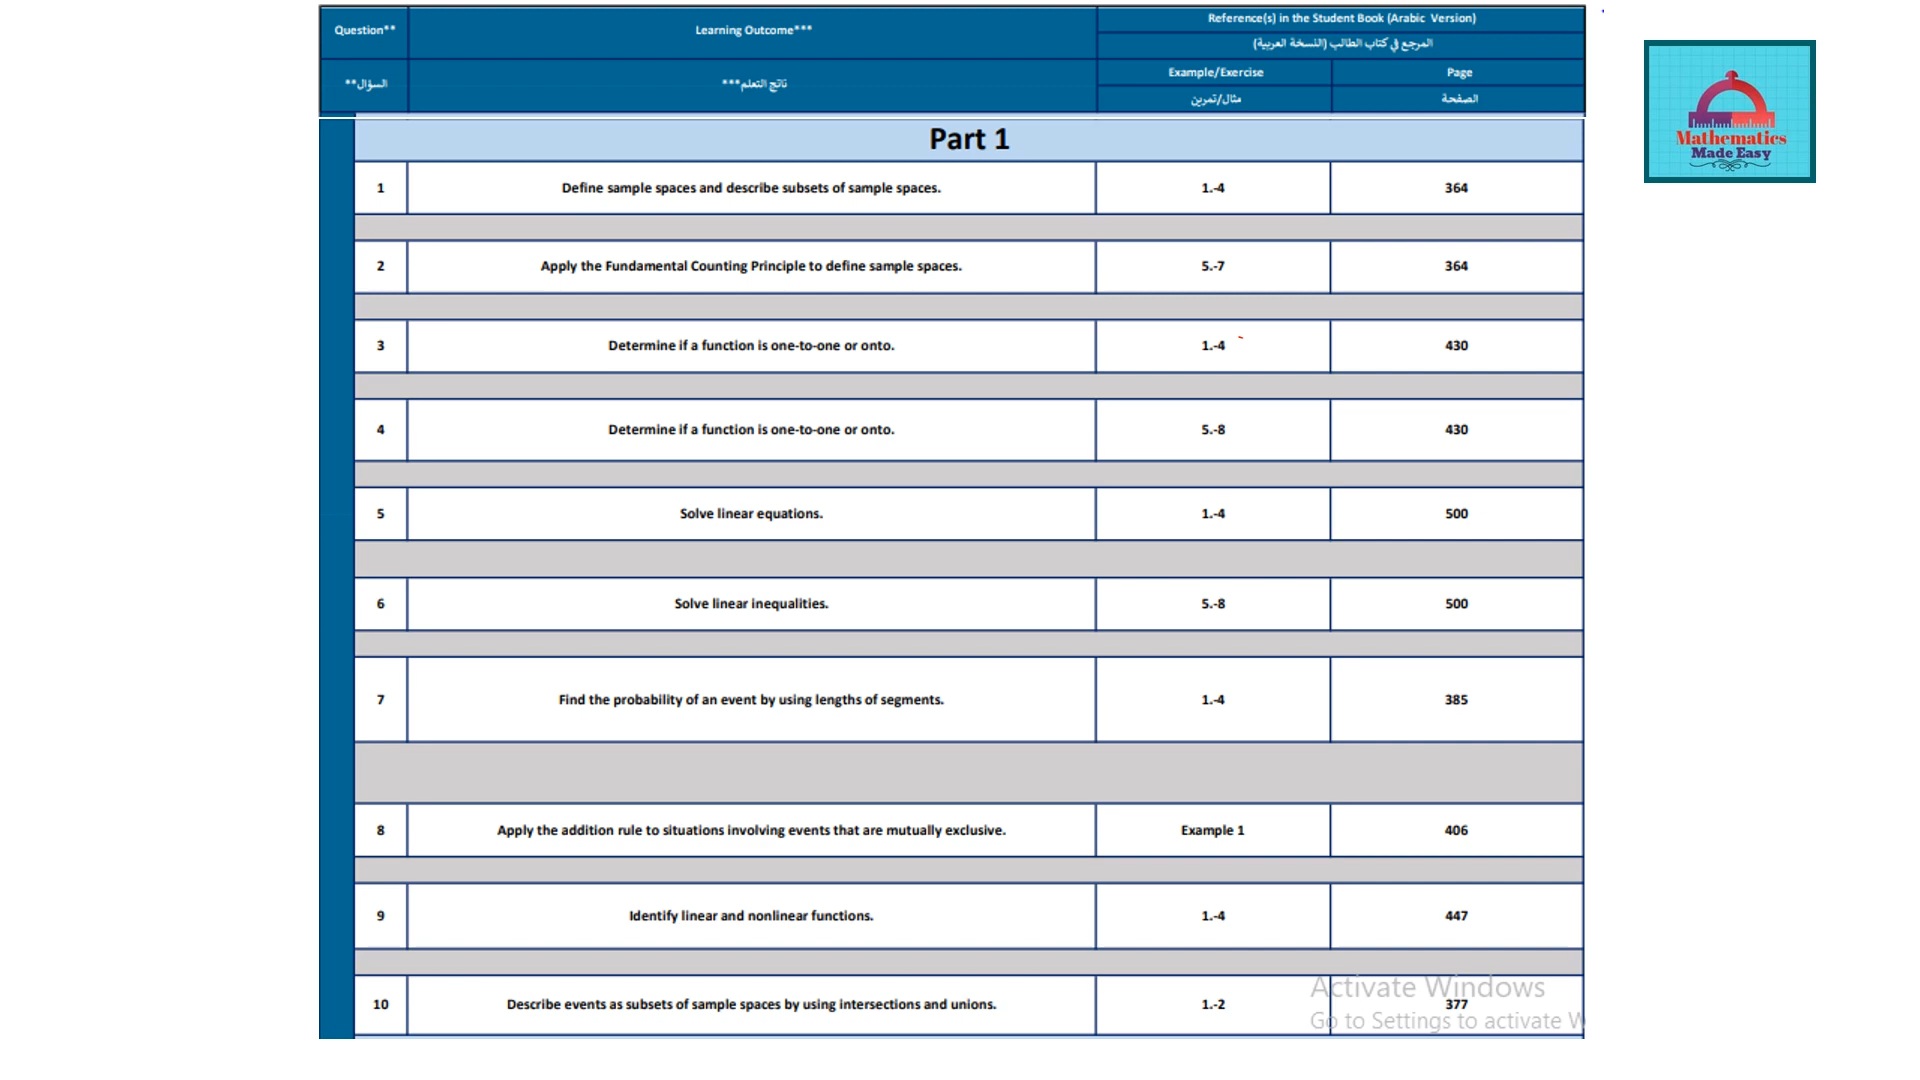 Question**
Learning Outcome***
Reference(s) in the Student Book (Arabic Version)
المرجع في كتاب الطالب (النسخة العربية)
السؤال**
ناتج التعلم***
Example/Exercise
Page
مثال/تمرين
الصفحة
Part 1
1 Define sample spaces and describe subsets of sample spaces. 1.-4 364
2 Apply the Fundamental Counting Principle to define sample spaces. 5.-7 364
3 Determine if a function is one-to-one or onto. 1.-4 430
4 Determine if a function is one-to-one or onto. 5.-8 430
5 Solve linear equations. 1.-4 500
6 Solve linear inequalities. 5.-8 500
7 Find the probability of an event by using lengths of segments. 1.-4 385
8 Apply the addition rule to situations involving events that are mutually exclusive. Example 1 406
9 Identify linear and nonlinear functions. 1.-4 447
10 Describe events as subsets of sample spaces by using intersections and unions. 1.-2 377
Activate Windows
Go to Settings to activate W
Mathematics
Made Easy